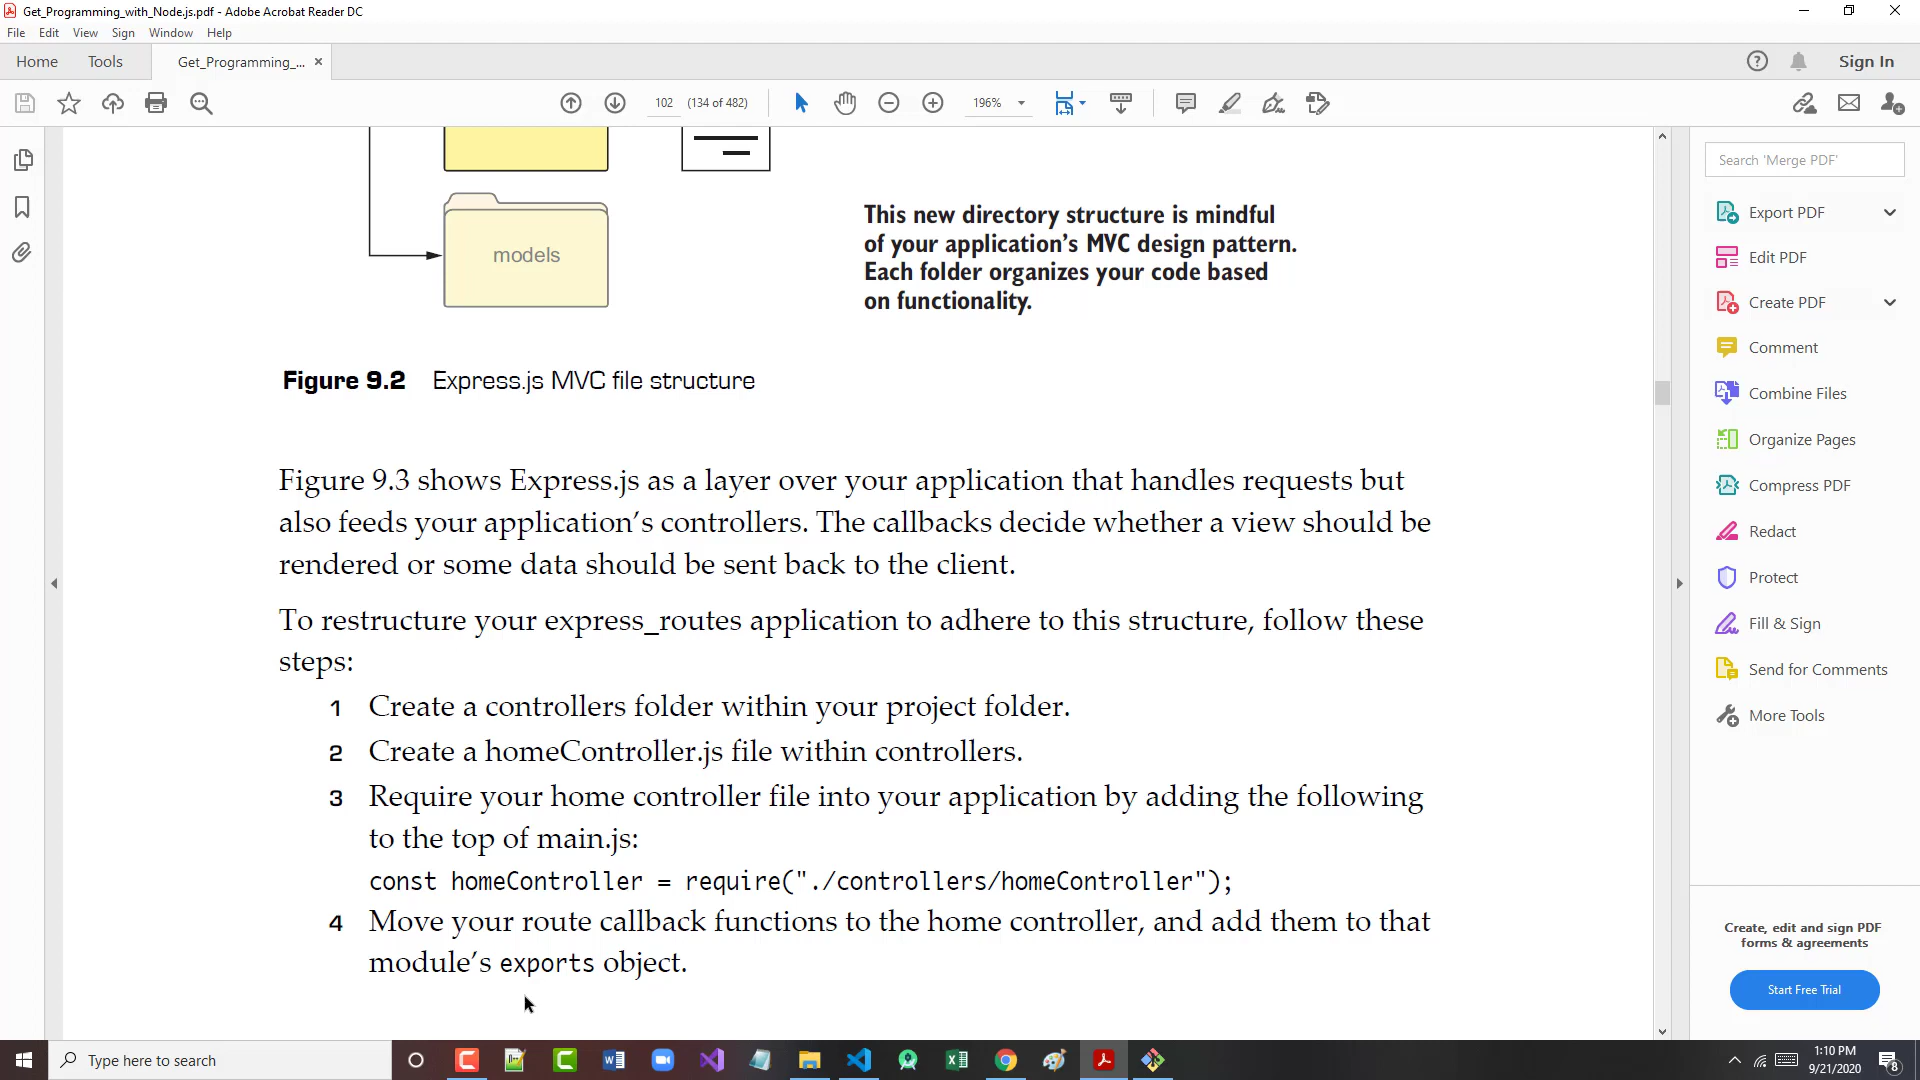 Get_Programming_with_Node.js.pdf - Adobe Acrobat Reader DC
File Edit View Sign Window Help
Home Tools Get_Programming_... × Sign In
102 (134 of 482) 196%
models
This new directory structure is mindful
of your application’s MVC design pattern.
Each folder organizes your code based
on functionality.
Figure 9.2 Express.js MVC file structure
Figure 9.3 shows Express.js as a layer over your application that handles requests but
also feeds your application’s controllers. The callbacks decide whether a view should be
rendered or some data should be sent back to the client.
To restructure your express_routes application to adhere to this structure, follow these
steps:
1 Create a controllers folder within your project folder.
2 Create a homeController.js file within controllers.
3 Require your home controller file into your application by adding the following
to the top of main.js:
const homeController = require("./controllers/homeController");
4 Move your route callback functions to the home controller, and add them to that
module’s exports object.
Search 'Merge PDF'
Export PDF
Edit PDF
Create PDF
Comment
Combine Files
Organize Pages
Compress PDF
Redact
Protect
Fill & Sign
Send for Comments
More Tools
Create, edit and sign PDF
forms & agreements
Start Free Trial
Type here to search
1:10 PM
9/21/2020
8